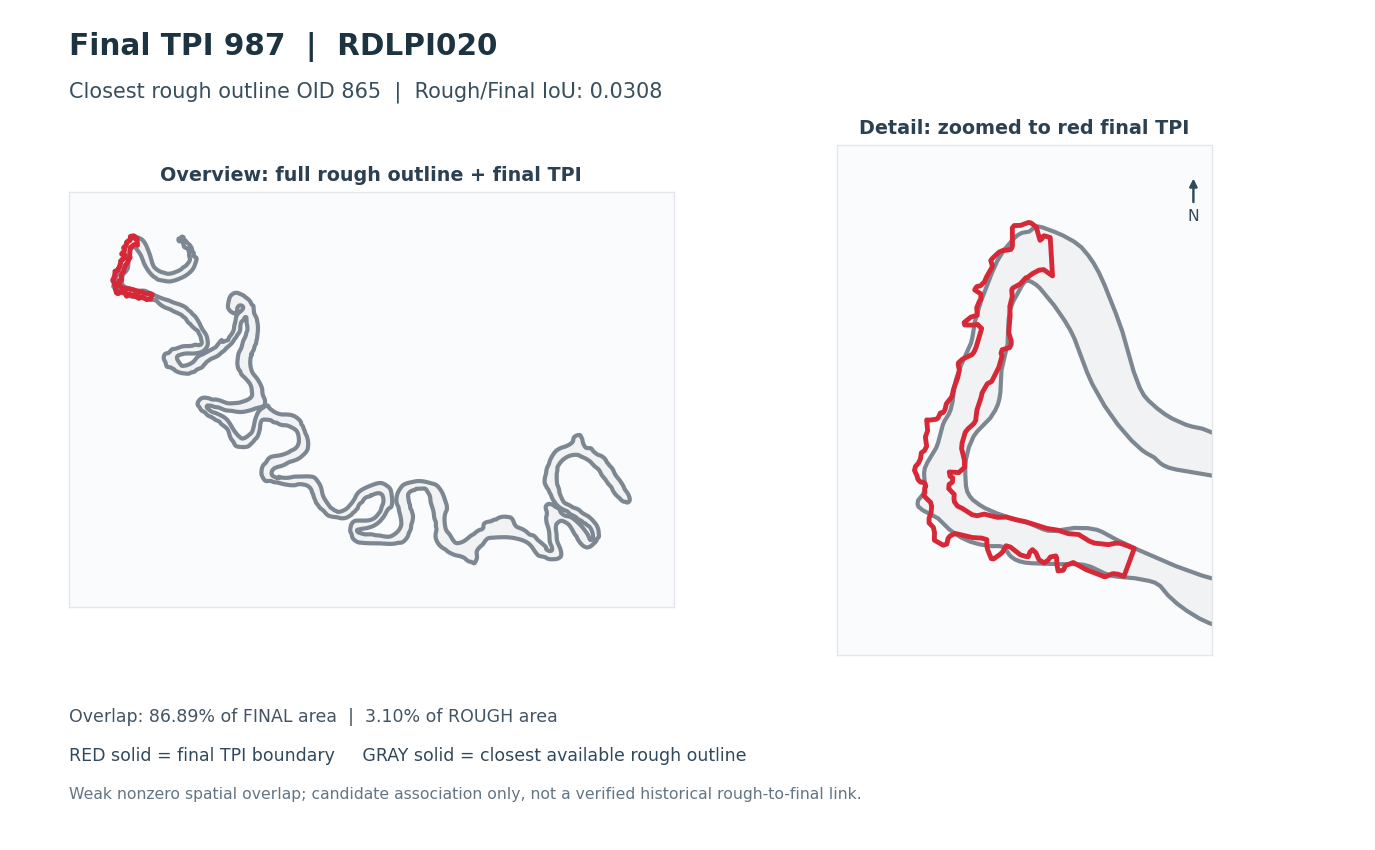 Final TPI 987 | RDLPI020
Closest rough outline OID 865 | Rough/Final IoU: 0.0308
Detail: zoomed to red final TPI
Overview: full rough outline + final TPI
N
Overlap: 86.89% of FINAL area | 3.10% of ROUGH area
RED solid = final TPI boundary GRAY solid = closest available rough outline
Weak nonzero spatial overlap; candidate association only, not a verified historical rough-to-final link.